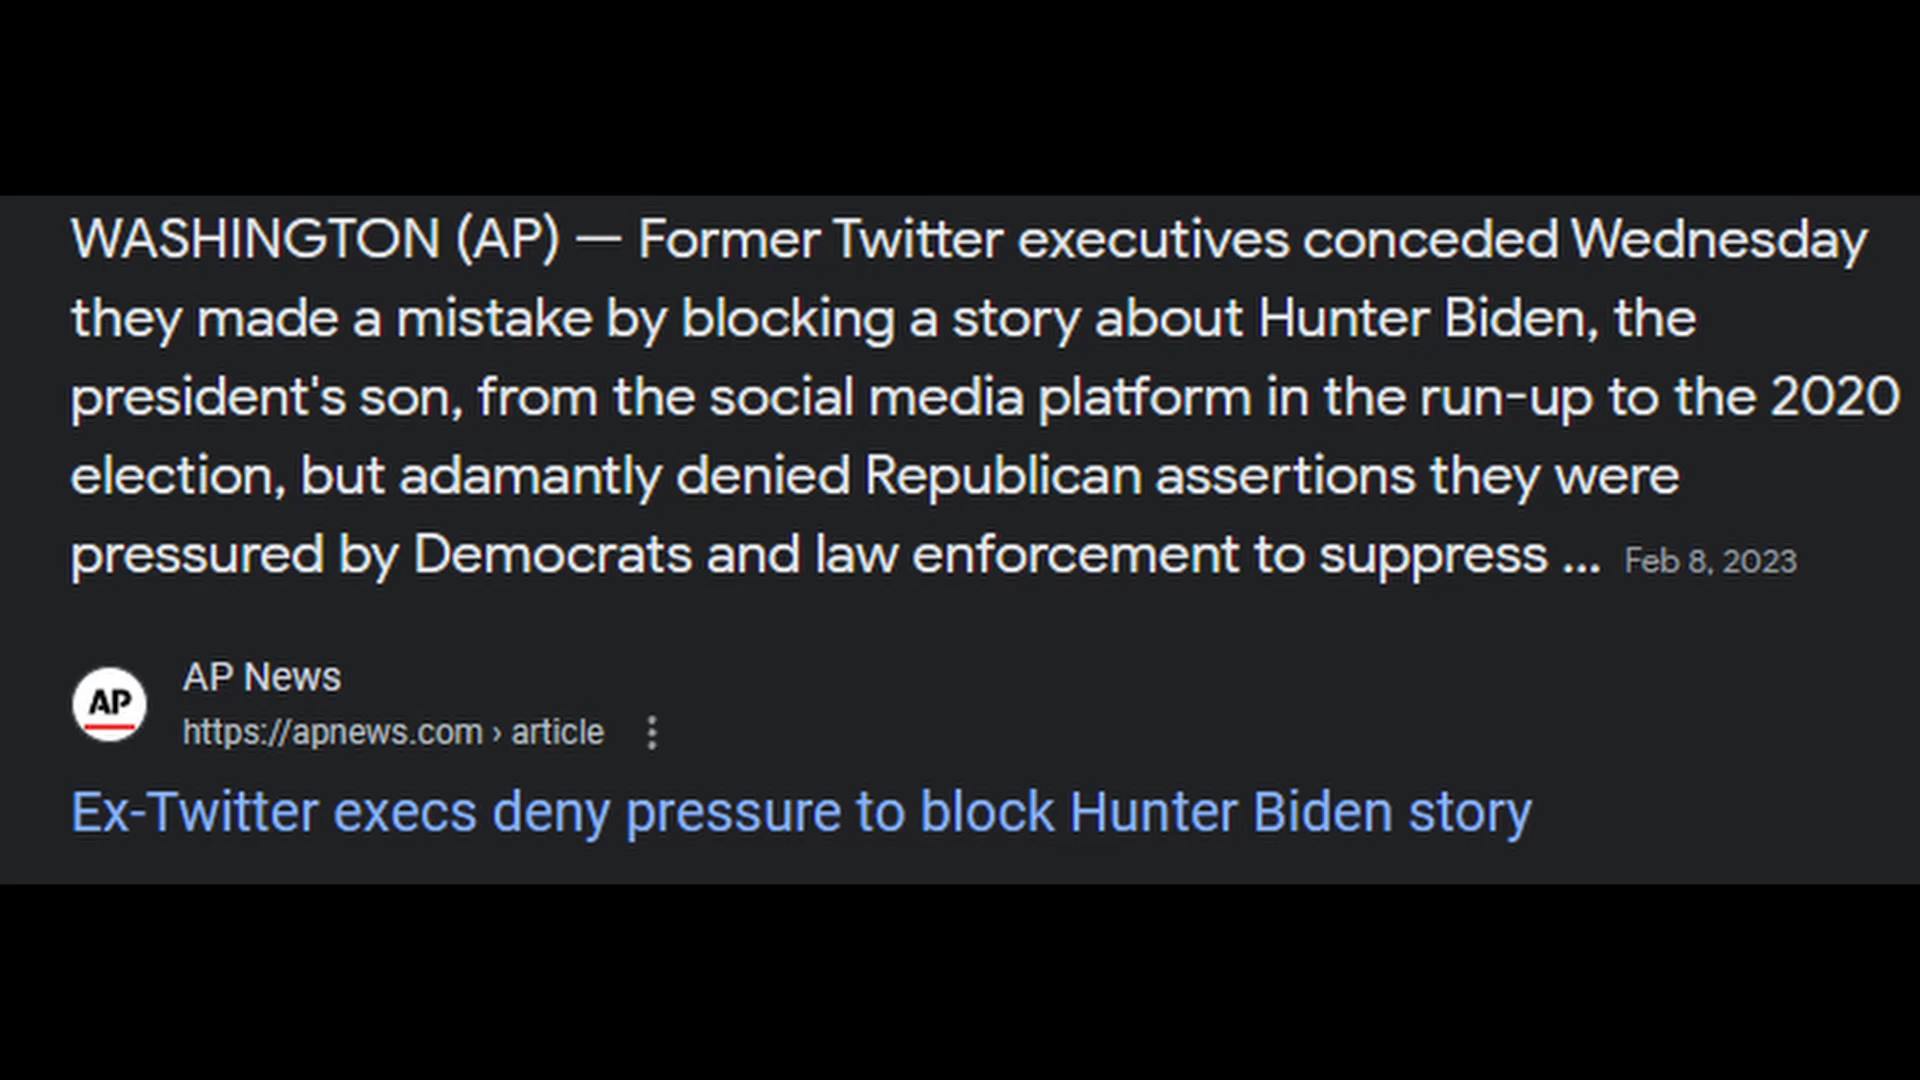 WASHINGTON (AP) — Former Twitter executives conceded Wednesday
they made a mistake by blocking a story about Hunter Biden, the
president's son, from the social media platform in the run-up to the 2020
election, but adamantly denied Republican assertions they were
pressured by Democrats and law enforcement to suppress ... Feb 8, 2023
AP
AP News
https://apnews.com › article
Ex-Twitter execs deny pressure to block Hunter Biden story